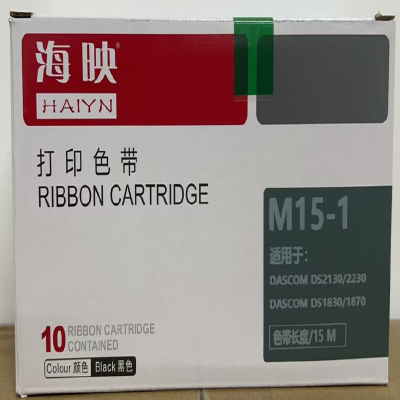 海映®
HAIYN
打印色带
RIBBON CARTRIDGE
M15-1
适用于：
DASCOM DS2130/2230
DASCOM DS1830/1870
色带长度/15 M
10 RIBBON CARTRIDGE
CONTAINED
Colour 颜色 Black 黑色